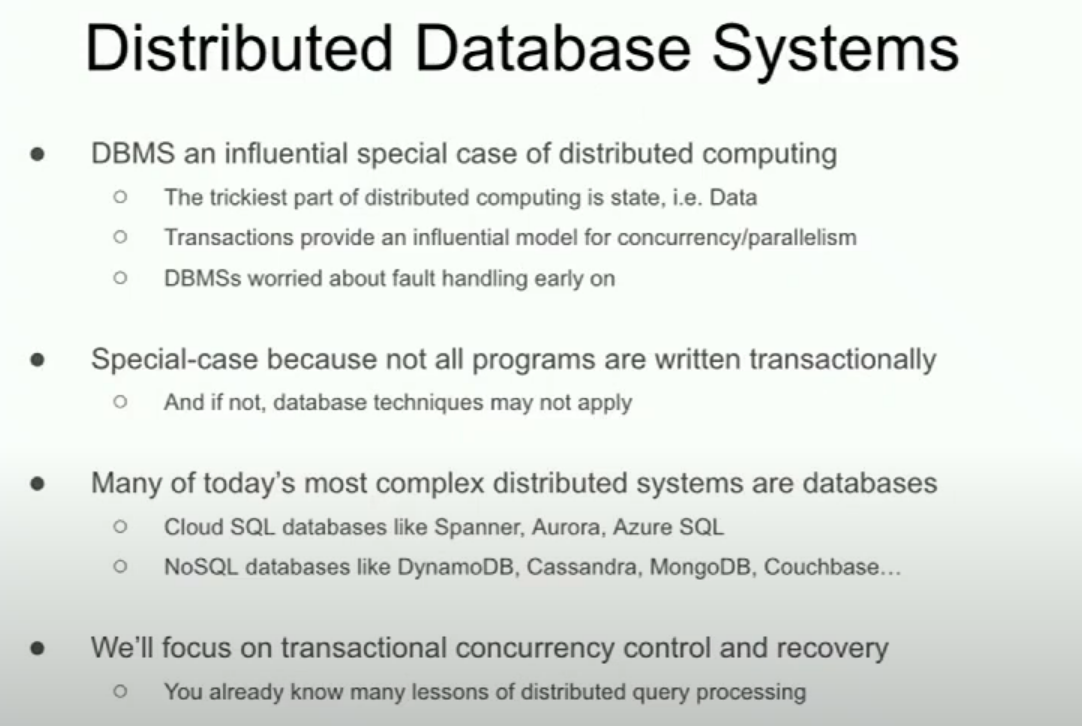 Distributed Database Systems
● DBMS an influential special case of distributed computing
○ The trickiest part of distributed computing is state, i.e. Data
○ Transactions provide an influential model for concurrency/parallelism
○ DBMSs worried about fault handling early on
● Special-case because not all programs are written transactionally
○ And if not, database techniques may not apply
● Many of today's most complex distributed systems are databases
○ Cloud SQL databases like Spanner, Aurora, Azure SQL
○ NoSQL databases like DynamoDB, Cassandra, MongoDB, Couchbase...
● We'll focus on transactional concurrency control and recovery
○ You already know many lessons of distributed query processing